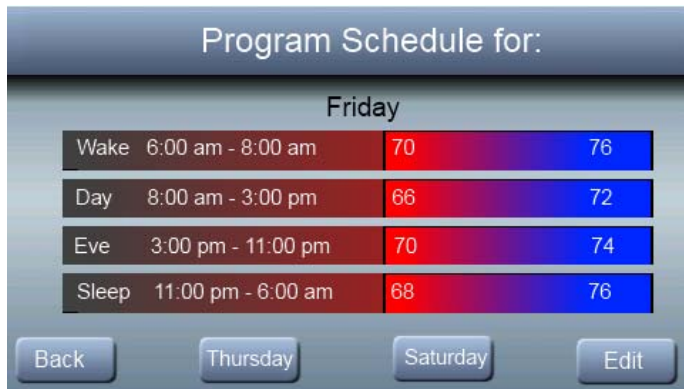 Program Schedule for:
Friday
Wake 6:00 am - 8:00 am 70 76
Day 8:00 am - 3:00 pm 66 72
Eve 3:00 pm - 11:00 pm 70 74
Sleep 11:00 pm - 6:00 am 68 76
Back Thursday Saturday Edit